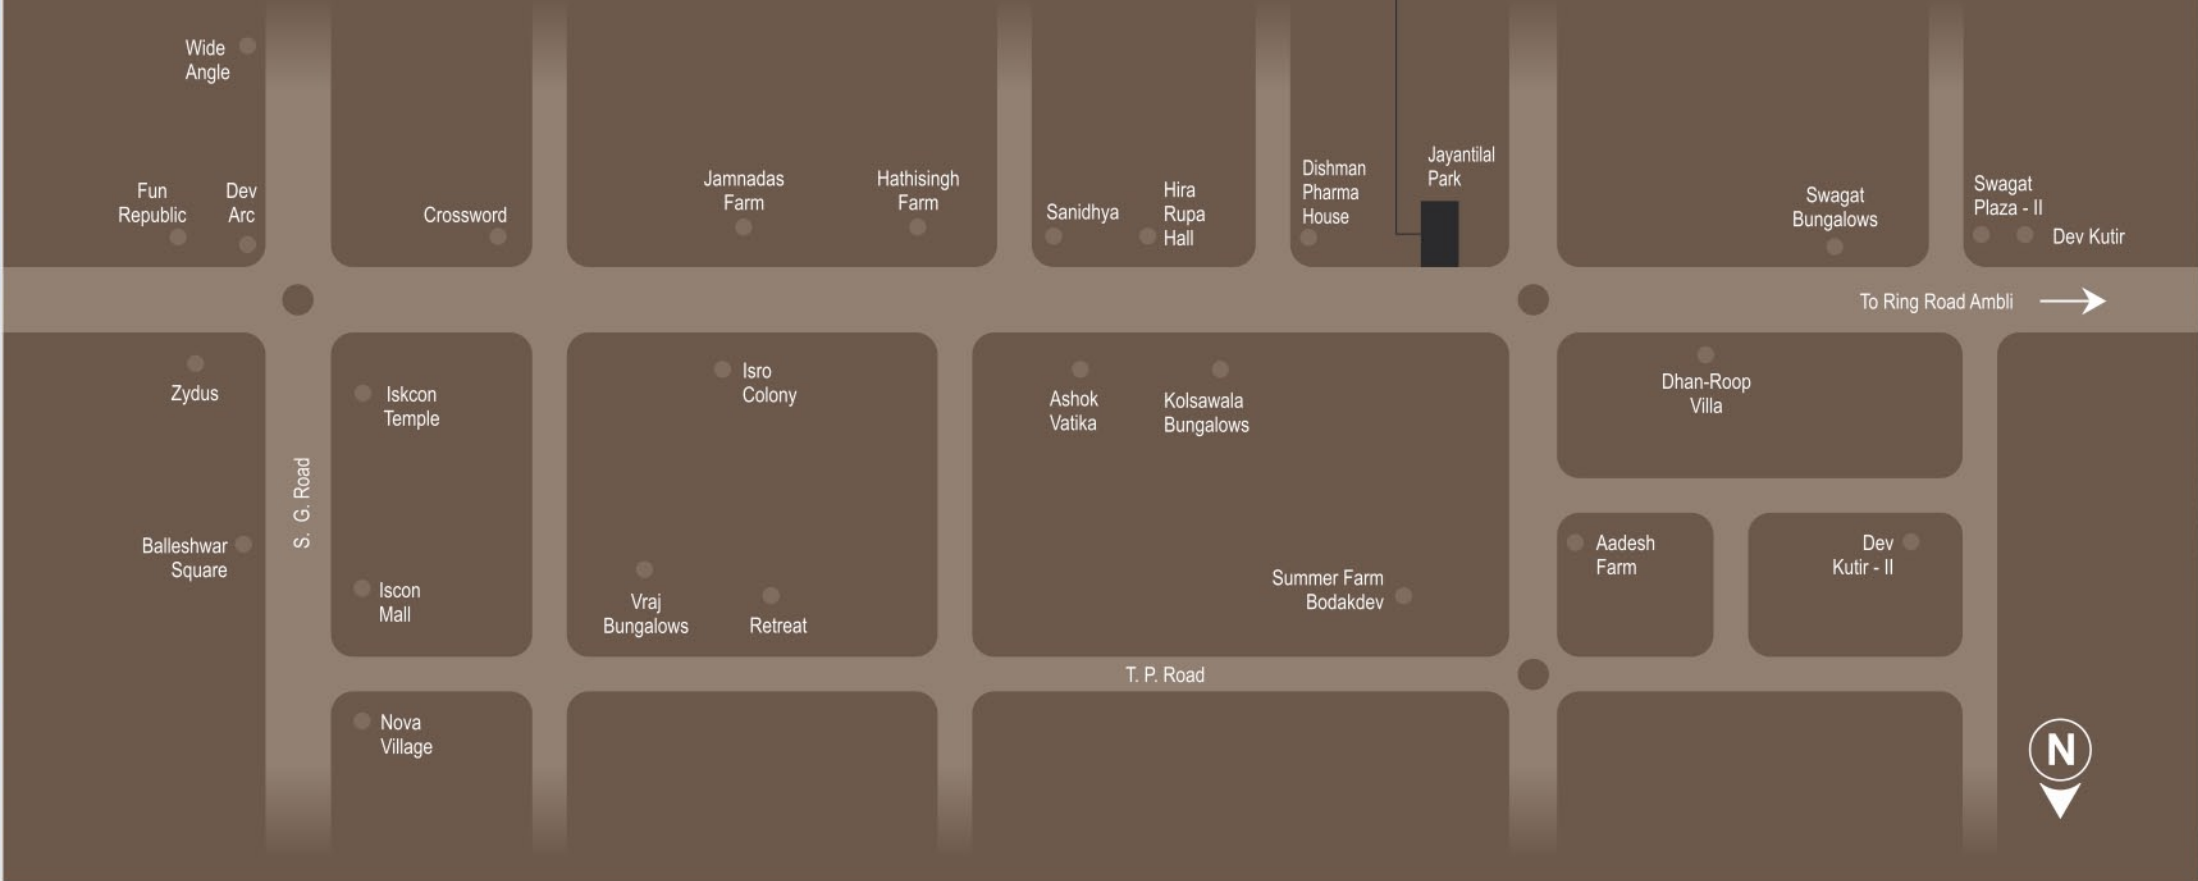 Wide
Angle
Fun
Republic
Dev
Arc
Crossword
Jamnadas
Farm
Hathisingh
Farm
Sanidhya
Hira
Rupa
Hall
Dishman
Pharma
House
Jayantilal
Park
Swagat
Bungalows
Swagat
Plaza - II
Dev Kutir
To Ring Road Ambli
Zydus
Iskcon
Temple
Isro
Colony
Ashok
Vatika
Kolsawala
Bungalows
Dhan-Roop
Villa
S. G. Road
Balleshwar
Square
Iscon
Mall
Vraj
Bungalows
Retreat
Summer Farm
Bodakdev
Aadesh
Farm
Dev
Kutir - II
T. P. Road
Nova
Village
N